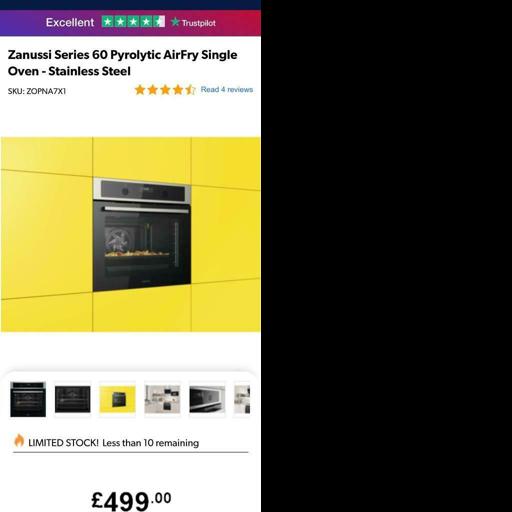 Excellent Trustpilot
Zanussi Series 60 Pyrolytic AirFry Single
Oven - Stainless Steel
SKU: ZOPNA7X1 Read 4 reviews
LIMITED STOCK! Less than 10 remaining
£499.00